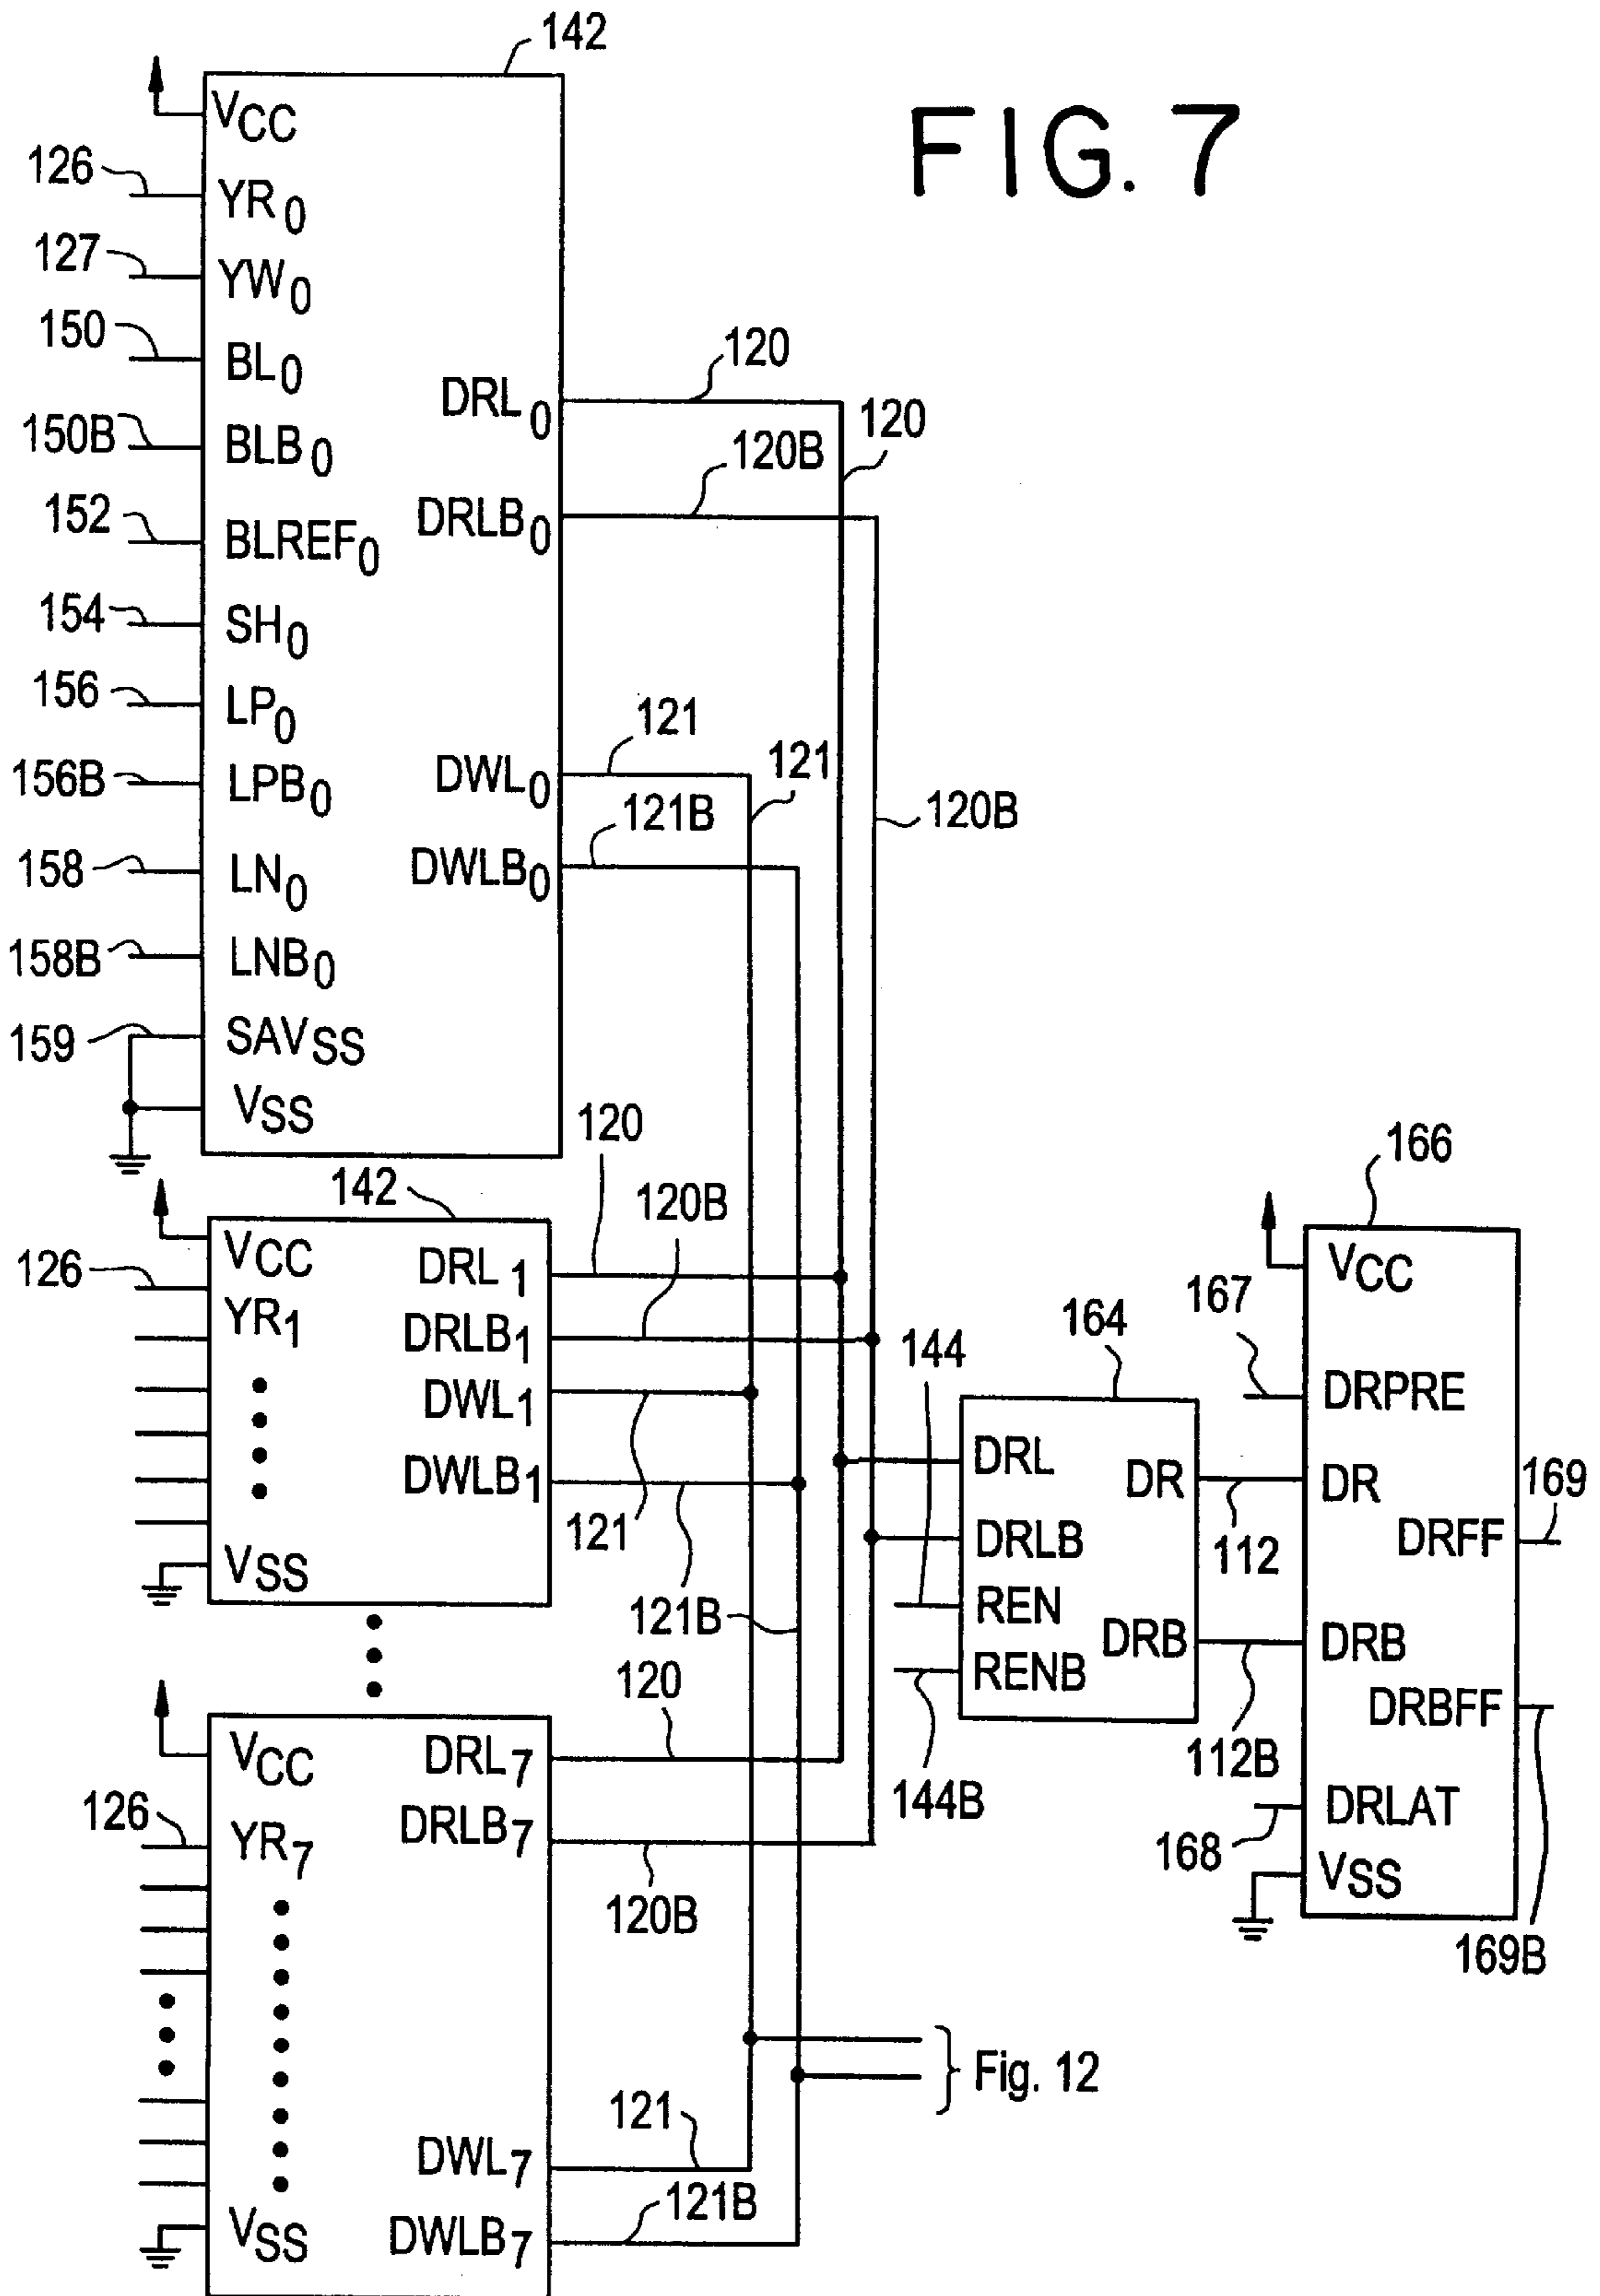 FIG. 7
142
VCC
126
YR0
127
YW0
150
BL0
150B
BLB0
152
BLREF0
154
SH0
156
LP0
156B
LPB0
158
LN0
158B
LNB0
159
SAVSS
VSS
DRL0
120
120
DRLB0
120B
120B
DWL0
121
121
DWLB0
121B
142
VCC
126
YR1
VSS
DRL1
120
DRLB1
120B
DWL1
121
DWLB1
121B
VCC
126
YR7
VSS
DRL7
120
DRLB7
120B
DWL7
121
DWLB7
121B
Fig. 12
164
DRL
DRLB
144
REN
144B
RENB
DR
112
DRB
112B
166
VCC
167
DRPRE
DR
DRFF
169
DRB
DRBFF
169B
168
DRLAT
VSS